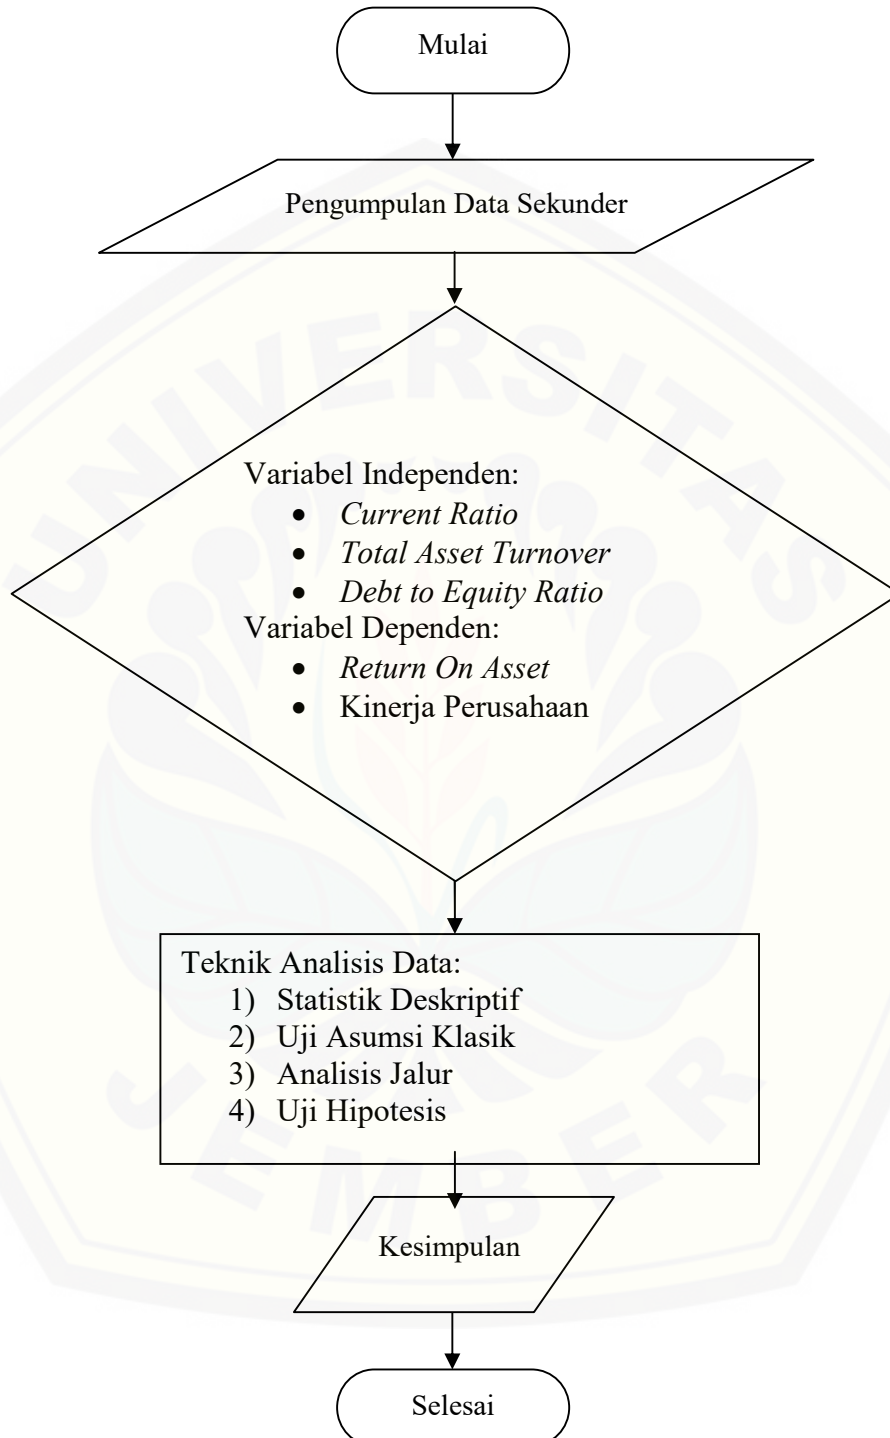 Mulai
Pengumpulan Data Sekunder
Variabel Independen:
• Current Ratio
• Total Asset Turnover
• Debt to Equity Ratio
Variabel Dependen:
• Return On Asset
• Kinerja Perusahaan
Teknik Analisis Data:
1) Statistik Deskriptif
2) Uji Asumsi Klasik
3) Analisis Jalur
4) Uji Hipotesis
Kesimpulan
Selesai
UNIVERSITAS
JEMBER